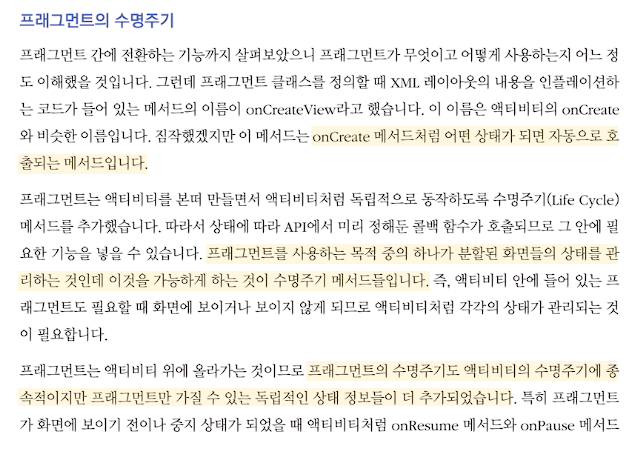 프래그먼트의 수명주기
프래그먼트 간에 전환하는 기능까지 살펴보았으니 프래그먼트가 무엇이고 어떻게 사용하는지 어느 정
도 이해했을 것입니다. 그런데 프래그먼트 클래스를 정의할 때 XML 레이아웃의 내용을 인플레이션하
는 코드가 들어 있는 메서드의 이름이 onCreateView라고 했습니다. 이 이름은 액티비티의 onCreate
와 비슷한 이름입니다. 짐작했겠지만 이 메서드는 onCreate 메서드처럼 어떤 상태가 되면 자동으로 호
출되는 메서드입니다.
프래그먼트는 액티비티를 본떠 만들면서 액티비티처럼 독립적으로 동작하도록 수명주기(Life Cycle)
메서드를 추가했습니다. 따라서 상태에 따라 API에서 미리 정해둔 콜백 함수가 호출되므로 그 안에 필
요한 기능을 넣을 수 있습니다. 프래그먼트를 사용하는 목적 중의 하나가 분할된 화면들의 상태를 관
리하는 것인데 이것을 가능하게 하는 것이 수명주기 메서드들입니다. 즉, 액티비티 안에 들어 있는 프
래그먼트도 필요할 때 화면에 보이거나 보이지 않게 되므로 액티비티처럼 각각의 상태가 관리되는 것
이 필요합니다.
프래그먼트는 액티비티 위에 올라가는 것이므로 프래그먼트의 수명주기도 액티비티의 수명주기에 종
속적이지만 프래그먼트만 가질 수 있는 독립적인 상태 정보들이 더 추가되었습니다. 특히 프래그먼트
가 화면에 보이기 전이나 중지 상태가 되었을 때 액티비티처럼 onResume 메서드와 onPause 메서드